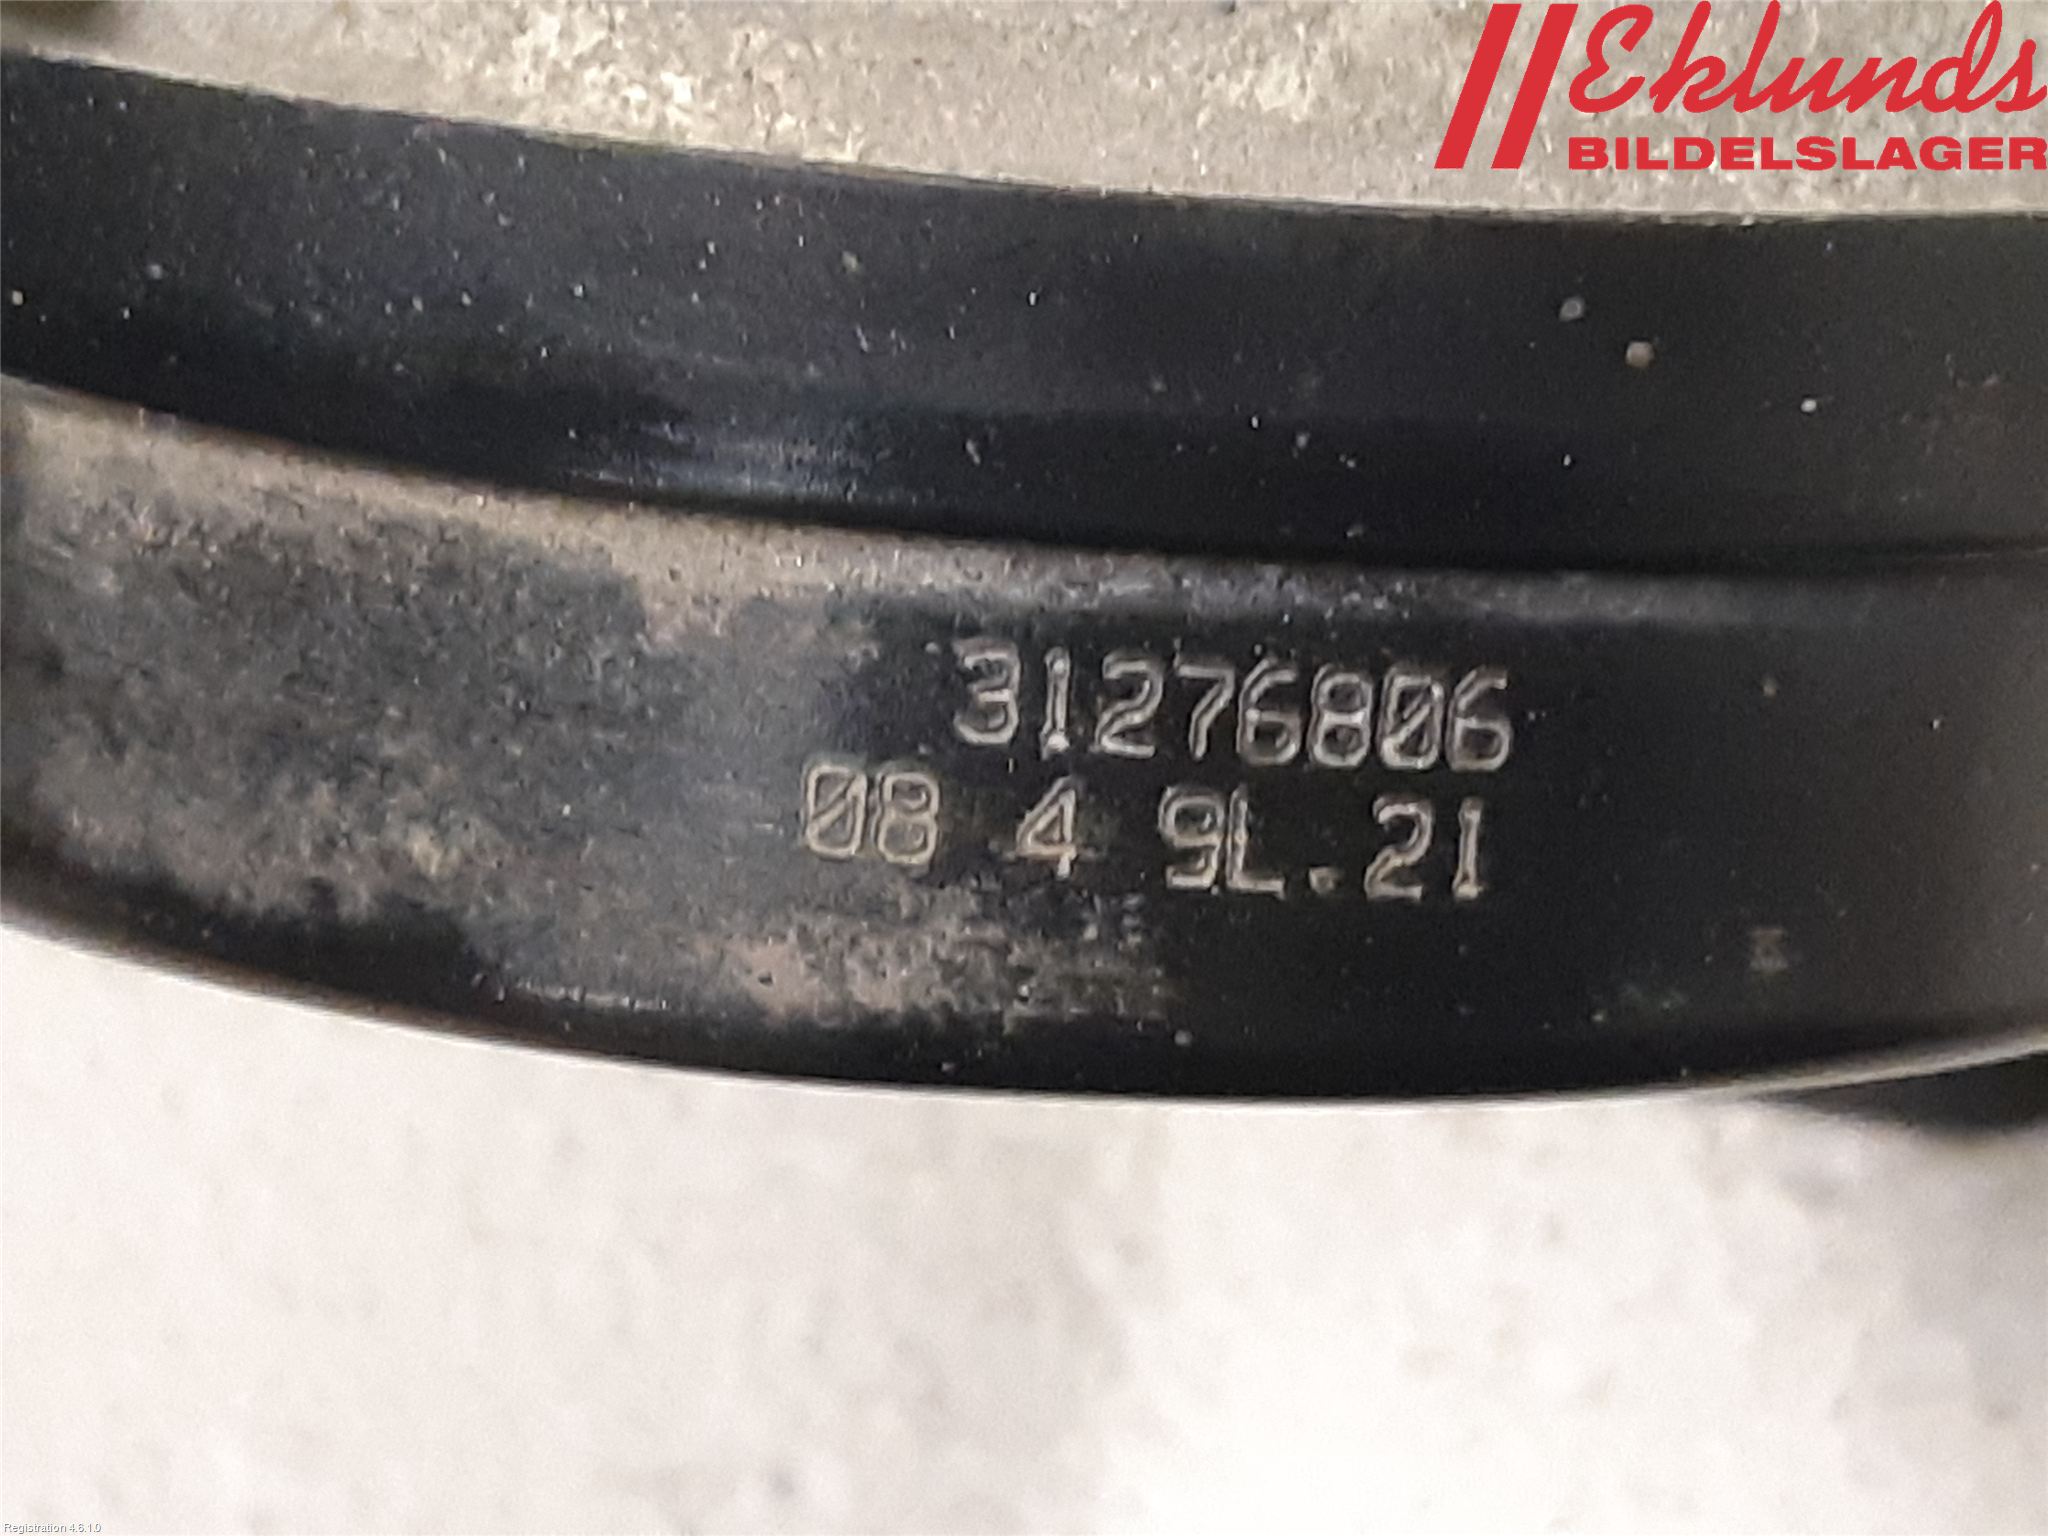 Eklunds
BILDELSLAGER
31276806
08 4 9L.21
Registration 4.6.1.0